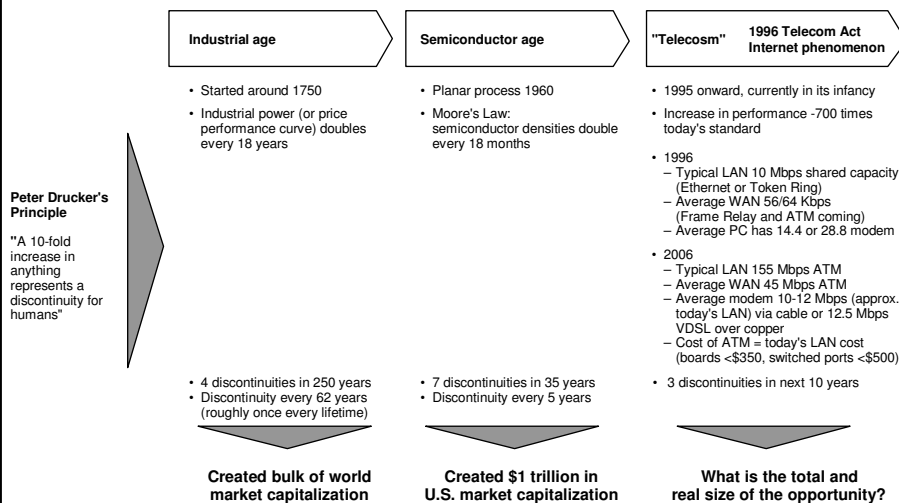 Industrial age
Semiconductor age
"Telecosm"
1996 Telecom Act
Internet phenomenon
Peter Drucker's
Principle
"A 10-fold
increase in
anything
represents a
discontinuity for
humans"
• Started around 1750
• Industrial power (or price
performance curve) doubles
every 18 years
• 4 discontinuities in 250 years
• Discontinuity every 62 years
(roughly once every lifetime)
Created bulk of world
market capitalization
• Planar process 1960
• Moore's Law:
semiconductor densities double
every 18 months
• 7 discontinuities in 35 years
• Discontinuity every 5 years
Created $1 trillion in
U.S. market capitalization
• 1995 onward, currently in its infancy
• Increase in performance -700 times
today's standard
• 1996
– Typical LAN 10 Mbps shared capacity
(Ethernet or Token Ring)
– Average WAN 56/64 Kbps
(Frame Relay and ATM coming)
– Average PC has 14.4 or 28.8 modem
• 2006
– Typical LAN 155 Mbps ATM
– Average WAN 45 Mbps ATM
– Average modem 10-12 Mbps (approx.
today's LAN) via cable or 12.5 Mbps
VDSL over copper
– Cost of ATM = today's LAN cost
(boards <$350, switched ports <$500)
• 3 discontinuities in next 10 years
What is the total and
real size of the opportunity?